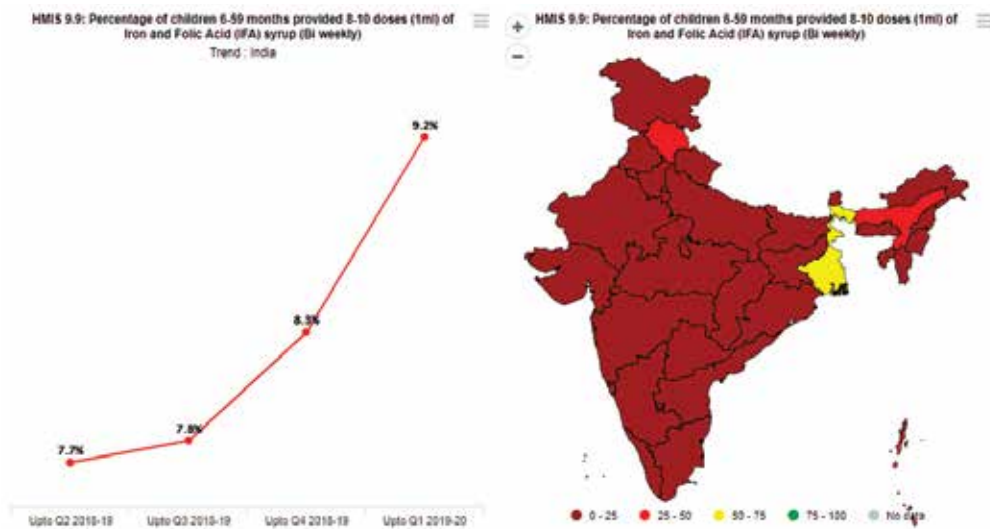 HMIS 9.9: Percentage of children 6-59 months provided 8-10 doses (1ml) of
Iron and Folic Acid (IFA) syrup (Bi weekly)
Trend : India
9.2%
8.3%
7.8%
7.7%
Upto Q2 2018-19
Upto Q3 2018-19
Upto Q4 2018-19
Upto Q1 2019-20
HMIS 9.9: Percentage of children 6-59 months provided 8-10 doses (1ml) of
Iron and Folic Acid (IFA) syrup (Bi weekly)
+
−
0 - 25
25 - 50
50 - 75
75 - 100
No data